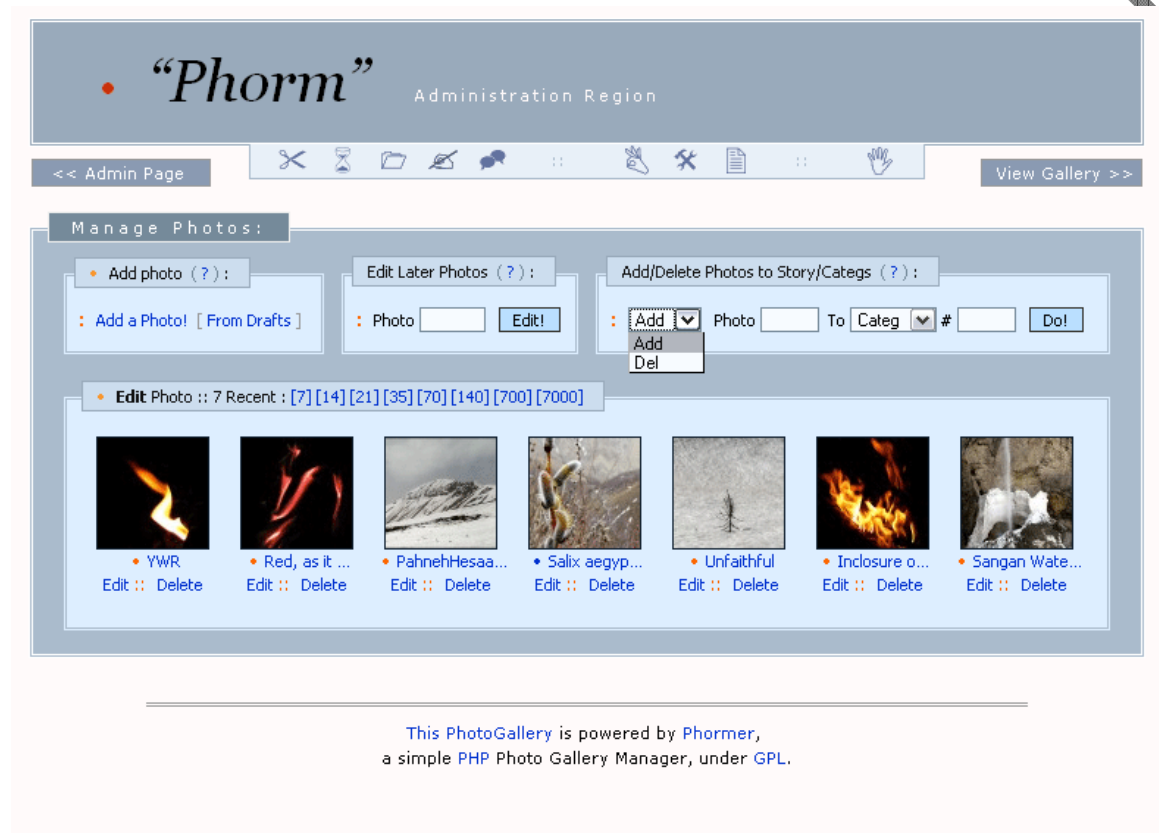 • “Phorm” Administration Region
<< Admin Page
View Gallery >>
Manage Photos:
• Add photo (?) :
Edit Later Photos (?) :
Add/Delete Photos to Story/Categs (?) :
: Add a Photo! [ From Drafts ]
: Photo Edit!
: Add Photo To Categ # Do!
Add
Del
• Edit Photo :: 7 Recent : [7] [14] [21] [35] [70] [140] [700] [7000]
• YWR • Red, as it ... • PahnehHesaa... • Salix aegyp... • Unfaithful • Inclosure o... • Sangan Wate...
Edit :: Delete Edit :: Delete Edit :: Delete Edit :: Delete Edit :: Delete Edit :: Delete Edit :: Delete
This PhotoGallery is powered by Phormer,
a simple PHP Photo Gallery Manager, under GPL.